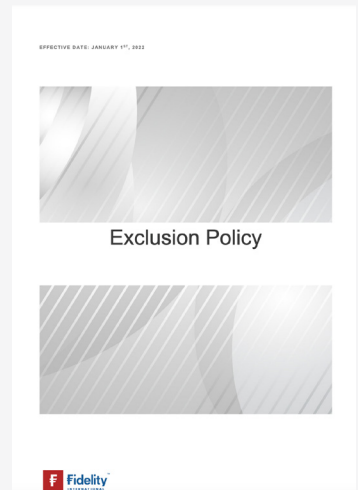 EFFECTIVE DATE: JANUARY 1ST, 2022
Exclusion Policy
F Fidelity
INTERNATIONAL